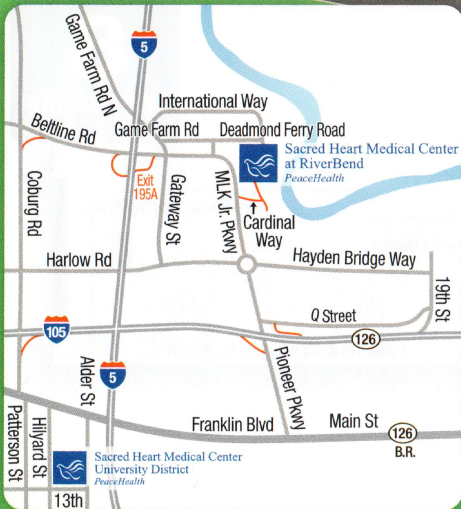 Game Farm Rd N
5
International Way
Beltline Rd
Game Farm Rd
Deadmond Ferry Road
Sacred Heart Medical Center
at RiverBend
PeaceHealth
Exit
195A
Coburg Rd
Gateway St
MLK Jr. Pkwy
Cardinal
Way
Harlow Rd
Hayden Bridge Way
19th St
Q Street
105
126
Alder St
5
Pioneer Pkwy
Franklin Blvd
Main St
126
B.R.
Patterson St
Hilyard St
Sacred Heart Medical Center
University District
PeaceHealth
13th